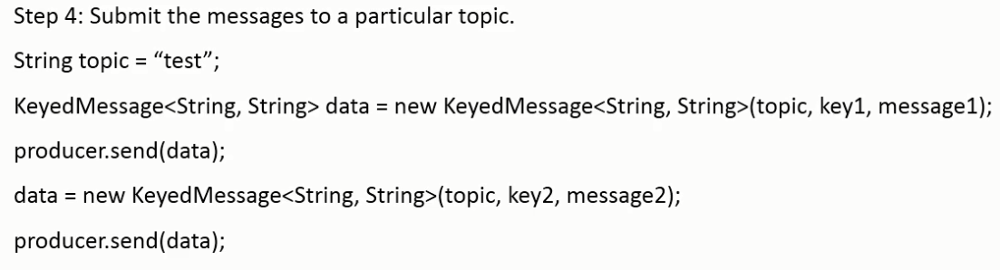 Step 4: Submit the messages to a particular topic.
String topic = “test”;
KeyedMessage<String, String> data = new KeyedMessage<String, String>(topic, key1, message1);
producer.send(data);
data = new KeyedMessage<String, String>(topic, key2, message2);
producer.send(data);